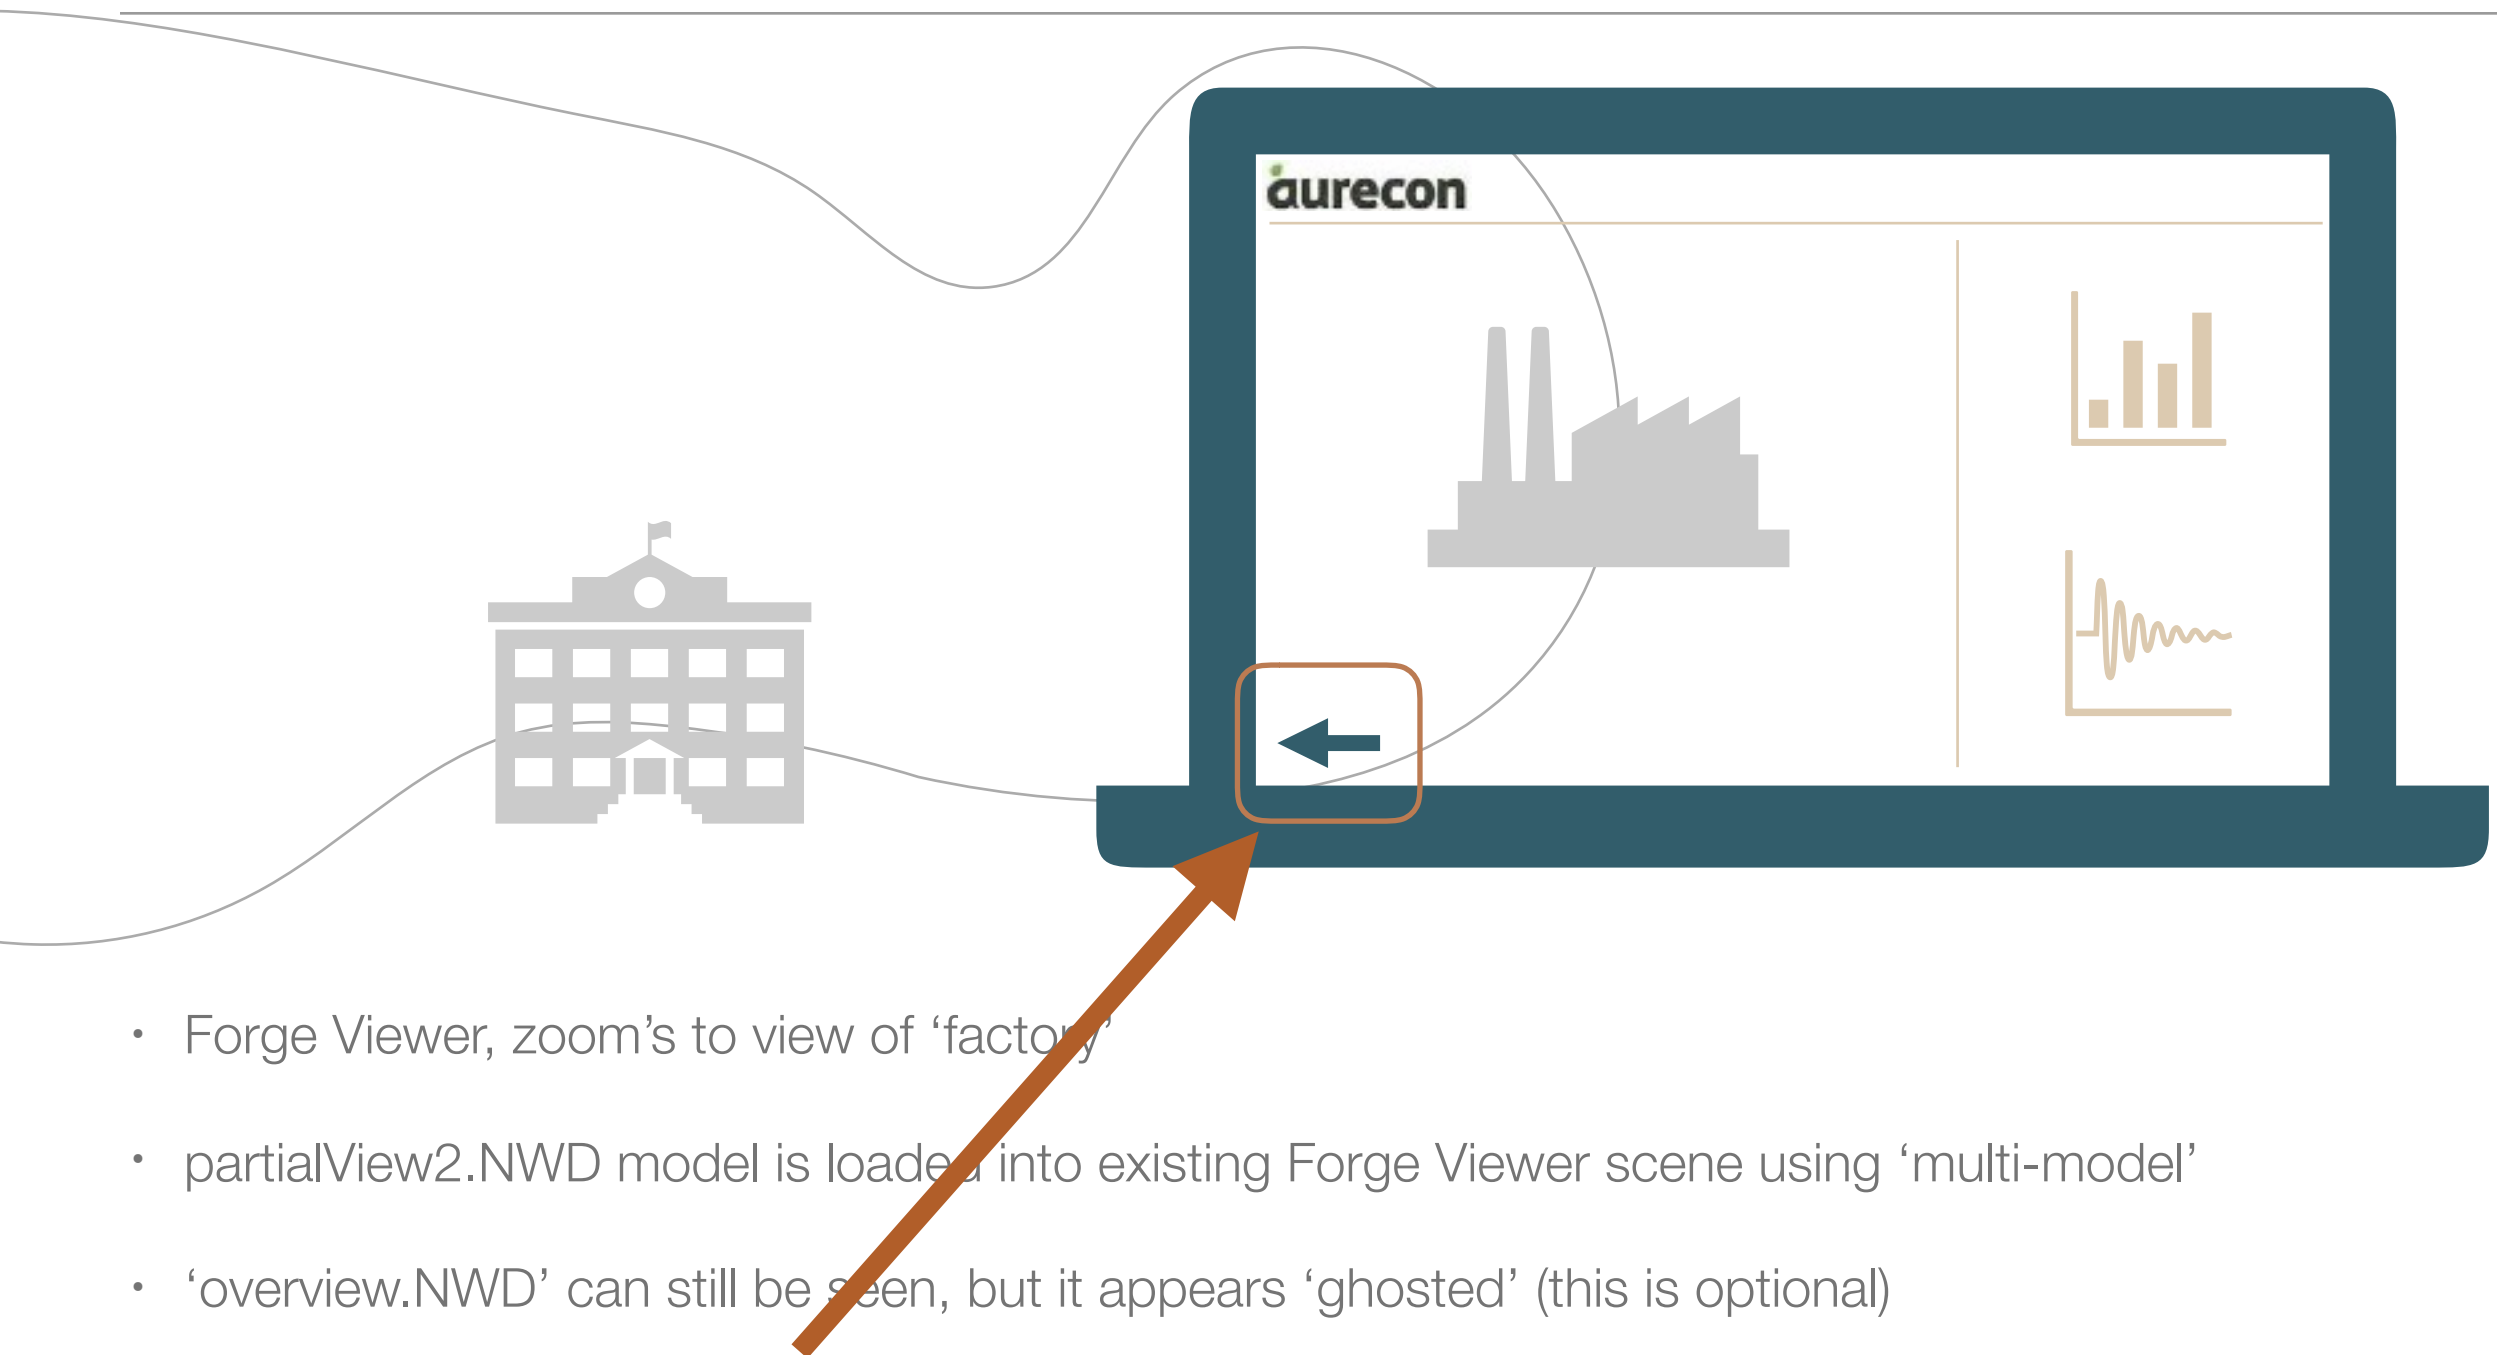 aurecon
• Forge Viewer, zoom’s to view of ‘factory’
• partialView2.NWD model is loaded into existing Forge Viewer scene using ‘multi-model’
• ‘overview.NWD’ can still be seen, but it appears ‘ghosted’ (this is optional)